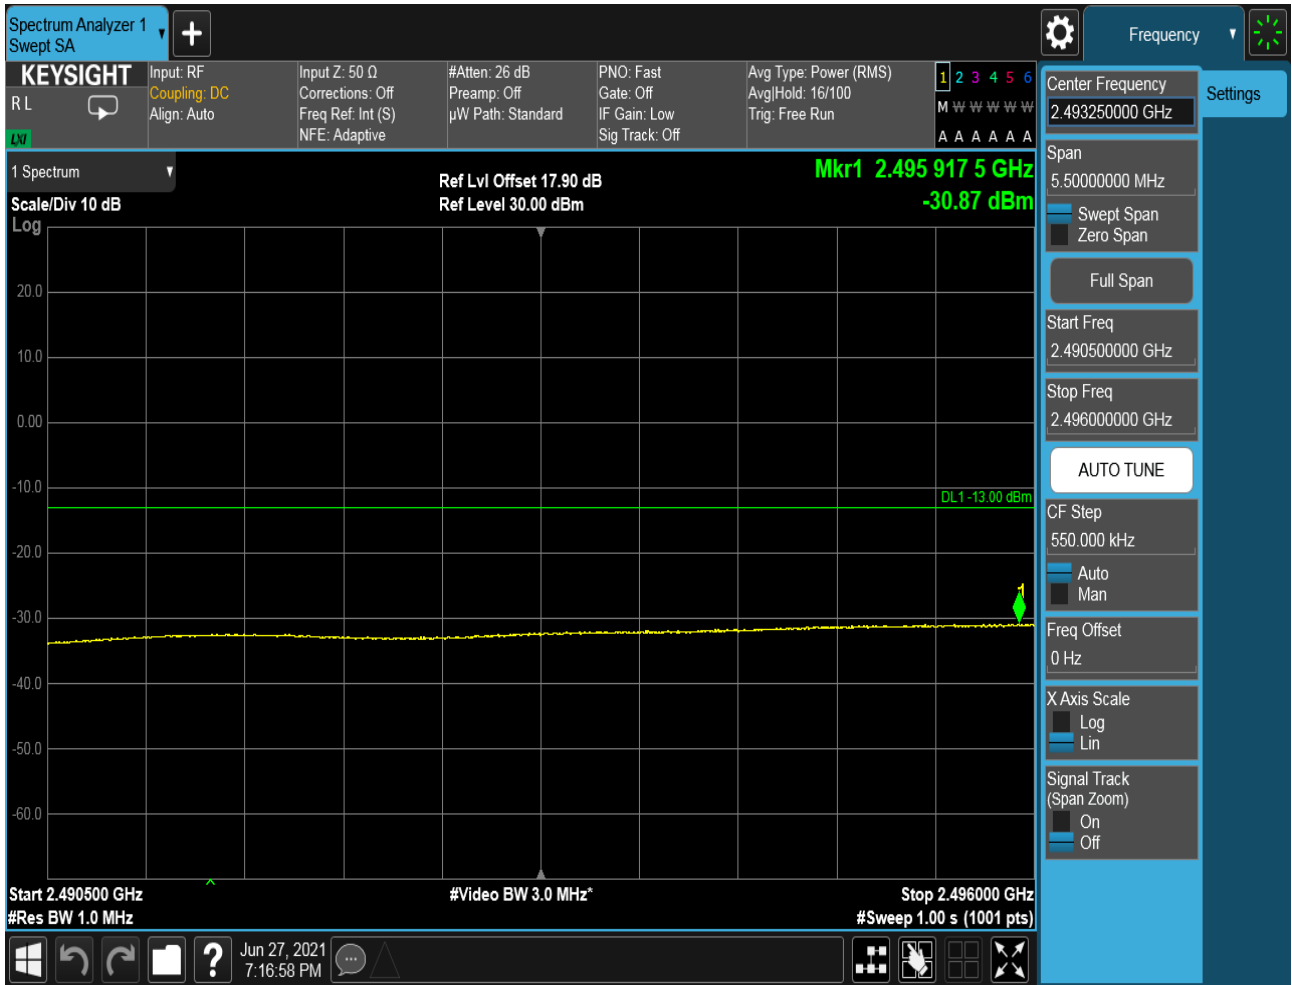 Spectrum Analyzer 1
Swept SA
Frequency
KEYSIGHT
R L
LXI
Input: RF
Coupling: DC
Align: Auto
Input Z: 50 Ω
Corrections: Off
Freq Ref: Int (S)
NFE: Adaptive
#Atten: 26 dB
Preamp: Off
µW Path: Standard
PNO: Fast
Gate: Off
IF Gain: Low
Sig Track: Off
Avg Type: Power (RMS)
Avg|Hold: 16/100
Trig: Free Run
1 2 3 4 5 6
M W W W W W
A A A A A A
1 Spectrum
Scale/Div 10 dB
Log
Ref Lvl Offset 17.90 dB
Ref Level 30.00 dBm
Mkr1 2.495 917 5 GHz
-30.87 dBm
20.0
10.0
0.00
-10.0
DL1 -13.00 dBm
-20.0
1
-30.0
-40.0
-50.0
-60.0
Start 2.490500 GHz
#Video BW 3.0 MHz*
Stop 2.496000 GHz
#Res BW 1.0 MHz
#Sweep 1.00 s (1001 pts)
?
Jun 27, 2021
7:16:58 PM
Center Frequency
2.493250000 GHz
Settings
Span
5.50000000 MHz
Swept Span
Zero Span
Full Span
Start Freq
2.490500000 GHz
Stop Freq
2.496000000 GHz
AUTO TUNE
CF Step
550.000 kHz
Auto
Man
Freq Offset
0 Hz
X Axis Scale
Log
Lin
Signal Track
(Span Zoom)
On
Off